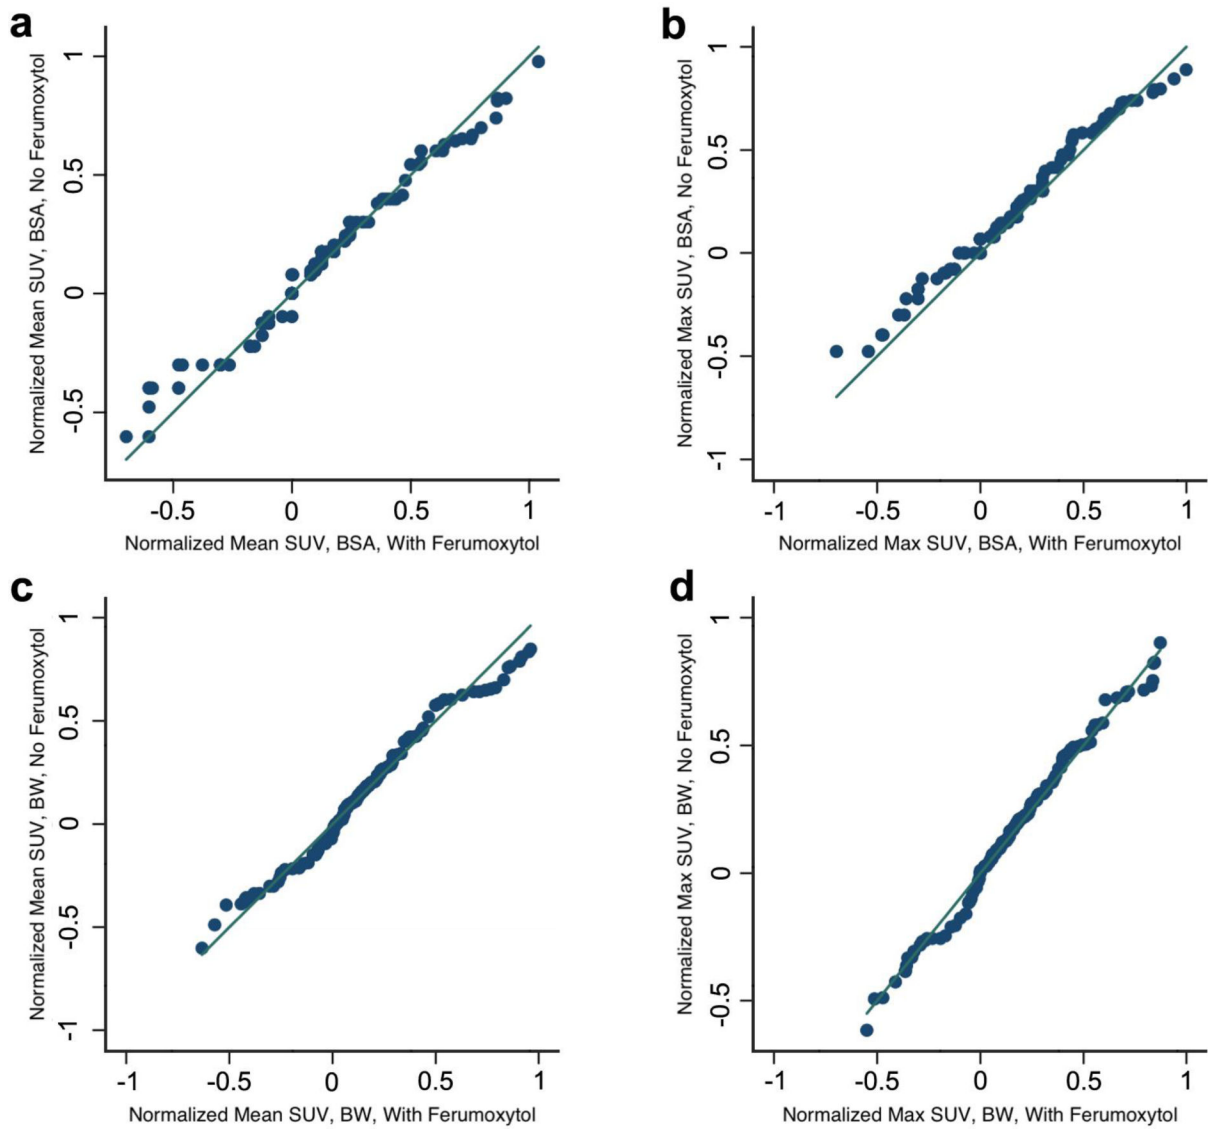 a
Normalized Mean SUV, BSA, No Ferumoxytol
1
0.5
0
-0.5
-0.5 0 0.5 1
Normalized Mean SUV, BSA, With Ferumoxytol
b
Normalized Max SUV, BSA, No Ferumoxytol
1
0.5
0
-0.5
-1
-1 -0.5 0 0.5 1
Normalized Max SUV, BSA, With Ferumoxytol
c
Normalized Mean SUV, BW, No Ferumoxytol
1
0.5
0
-0.5
-1
-1 -0.5 0 0.5 1
Normalized Mean SUV, BW, With Ferumoxytol
d
Normalized Max SUV, BW, No Ferumoxytol
1
0.5
0
-0.5
-1 -0.5 0 0.5 1
Normalized Max SUV, BW, With Ferumoxytol